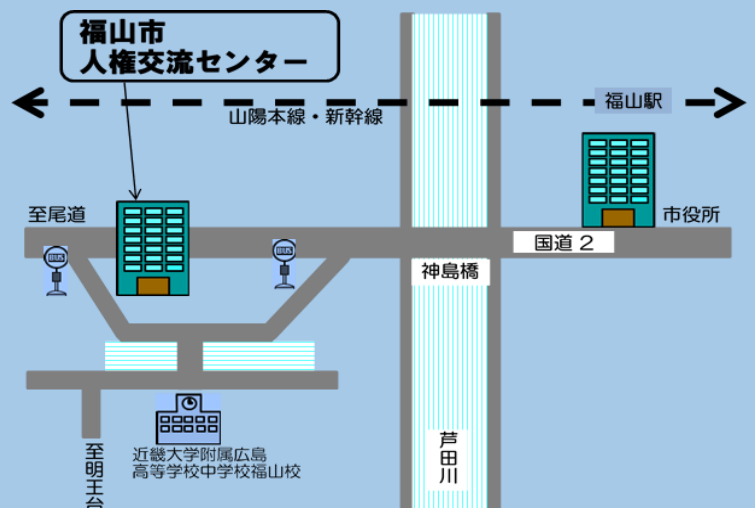 福山市
人権交流センター
福山駅
山陽本線・新幹線
至尾道
市役所
国道２
神島橋
芦田川
近畿大学附属広島
高等学校中学校福山校
至明王台